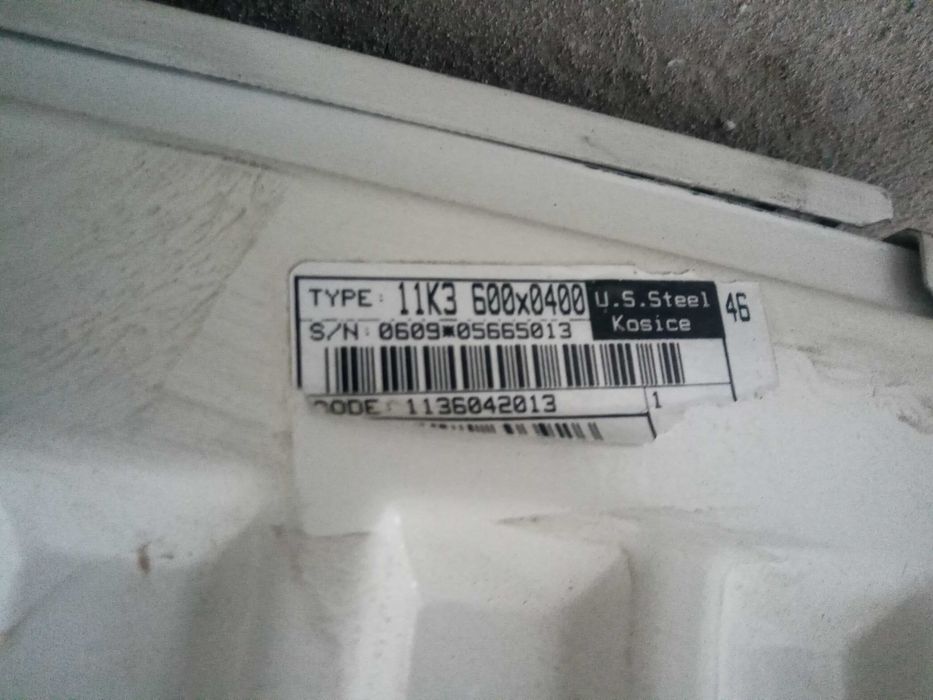 TYPE: 11K3 600x0400
U.S.Steel
Kosice
46
S/N: 0609*05665013
CODE: 1136042013
1